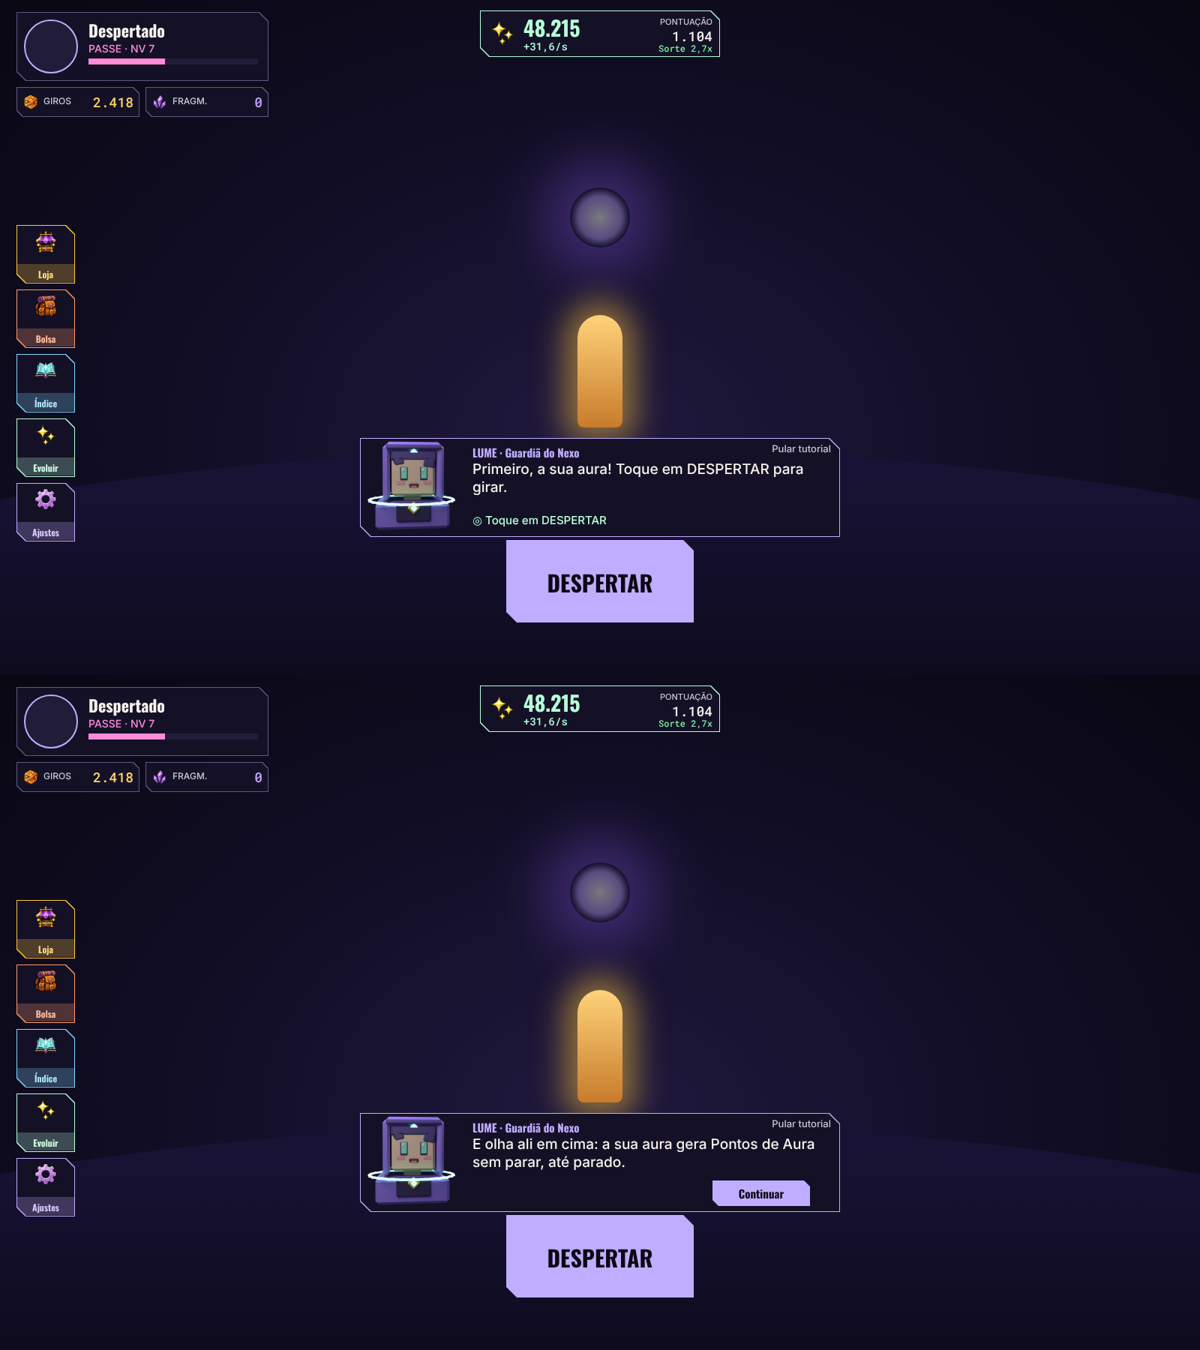 Despertado
PASSE · NV 7
GIROS 2.418
FRAGM. 0
48.215
+31,6/s
PONTUAÇÃO
1.104
Sorte 2,7x
Loja
Bolsa
Índice
Evoluir
Ajustes
LUME · Guardiã do Nexo
Pular tutorial
Primeiro, a sua aura! Toque em DESPERTAR para
girar.
◎ Toque em DESPERTAR
DESPERTAR
Despertado
PASSE · NV 7
GIROS 2.418
FRAGM. 0
48.215
+31,6/s
PONTUAÇÃO
1.104
Sorte 2,7x
Loja
Bolsa
Índice
Evoluir
Ajustes
LUME · Guardiã do Nexo
Pular tutorial
E olha ali em cima: a sua aura gera Pontos de Aura
sem parar, até parado.
Continuar
DESPERTAR